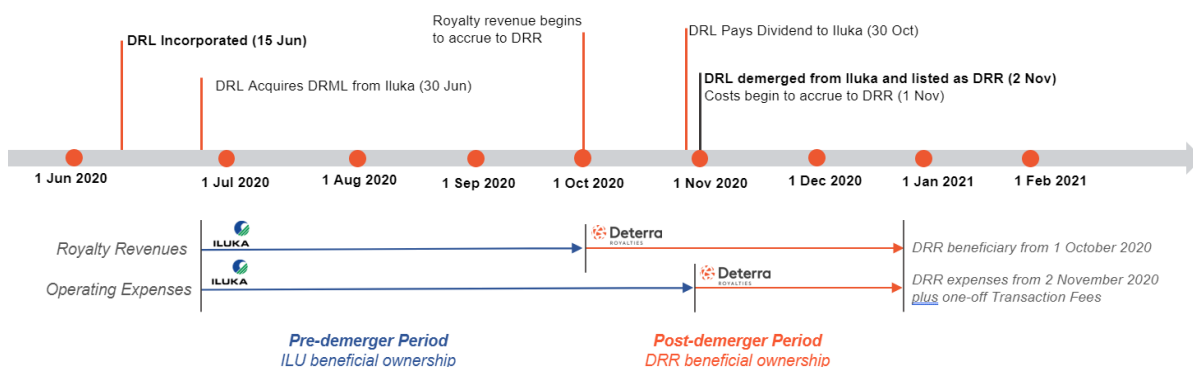 Royalty revenue begins
to accrue to DRR
DRL Pays Dividend to Iluka (30 Oct)
DRL Incorporated (15 Jun)
DRL Acquires DRML from Iluka (30 Jun)
DRL demerged from Iluka and listed as DRR (2 Nov)
Costs begin to accrue to DRR (1 Nov)
1 Jun 2020
1 Jul 2020
1 Aug 2020
1 Sep 2020
1 Oct 2020
1 Nov 2020
1 Dec 2020
1 Jan 2021
1 Feb 2021
Royalty Revenues
ILUKA
Deterra
ROYALTIES
DRR beneficiary from 1 October 2020
Operating Expenses
ILUKA
Deterra
ROYALTIES
DRR expenses from 2 November 2020
plus one-off Transaction Fees
Pre-demerger Period
ILU beneficial ownership
Post-demerger Period
DRR beneficial ownership